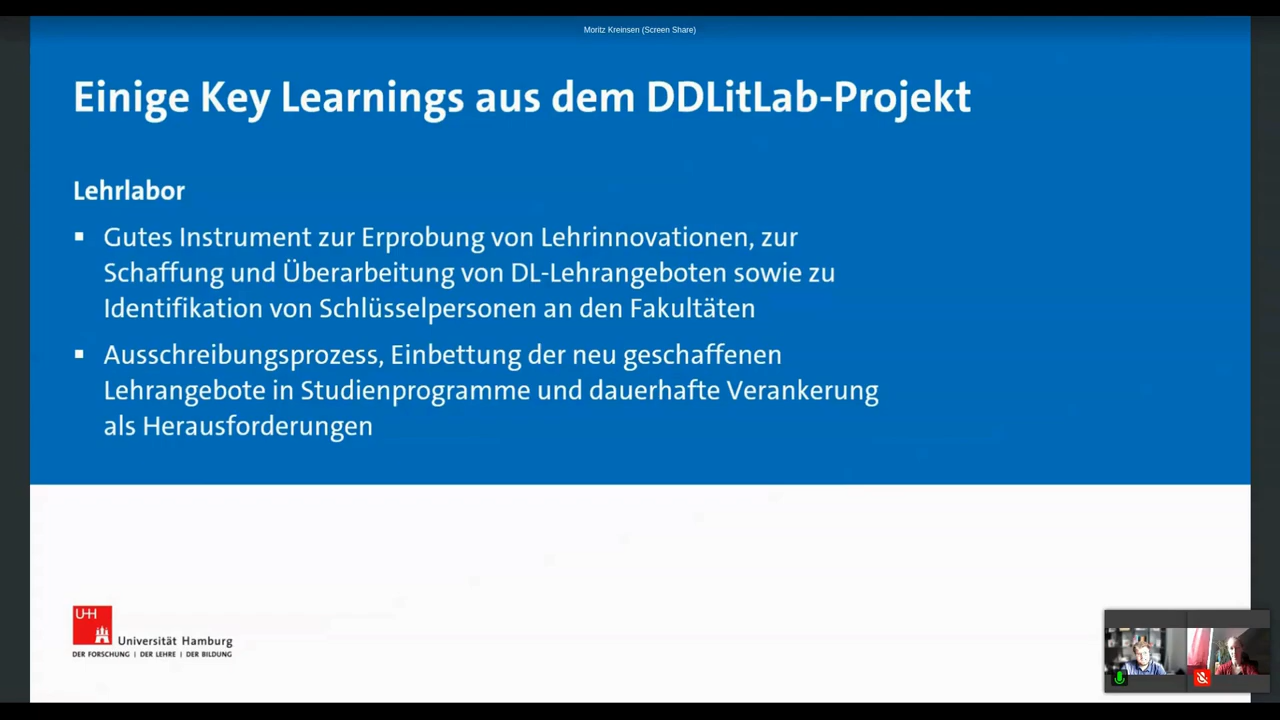 Moritz Kreinsen (Screen Share)
Einige Key Learnings aus dem DDLitLab-Projekt
Lehrlabor
▪ Gutes Instrument zur Erprobung von Lehrinnovationen, zur
Schaffung und Überarbeitung von DL-Lehrangeboten sowie zu
Identifikation von Schlüsselpersonen an den Fakultäten
▪ Ausschreibungsprozess, Einbettung der neu geschaffenen
Lehrangebote in Studienprogramme und dauerhafte Verankerung
als Herausforderungen
UH
Universität Hamburg
DER FORSCHUNG | DER LEHRE | DER BILDUNG